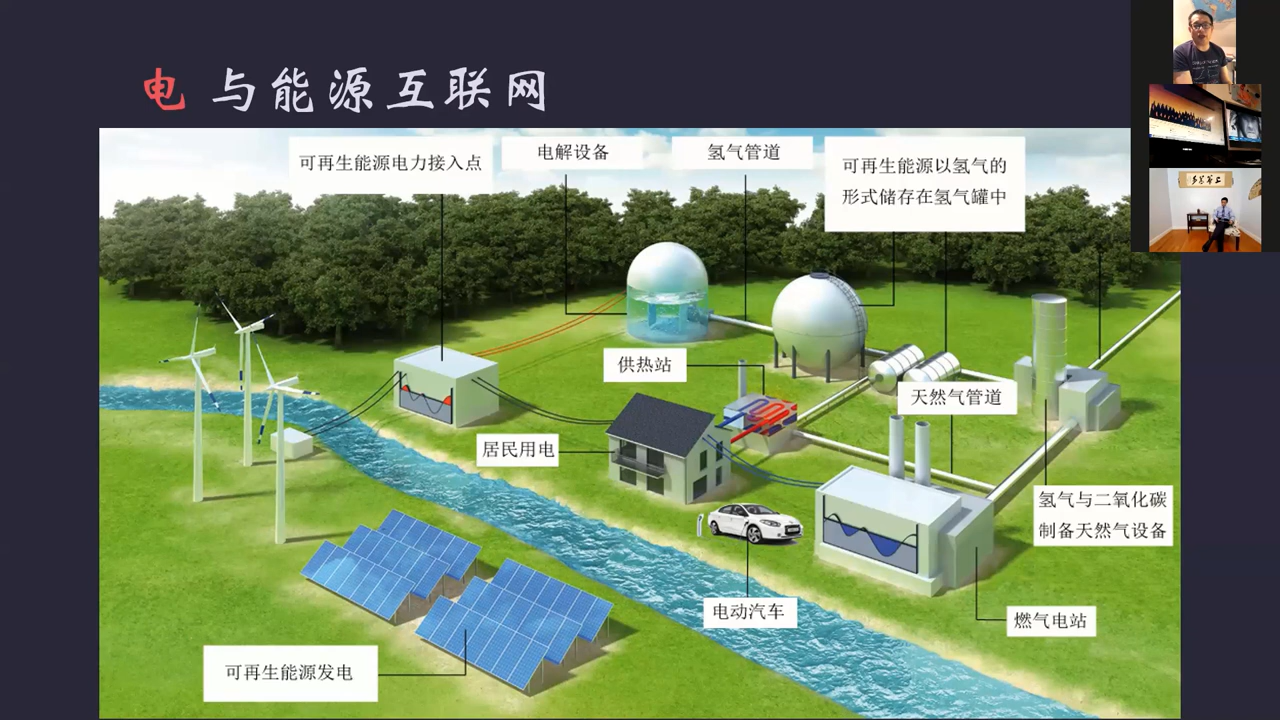 电与能源互联网
可再生能源电力接入点
电解设备
氢气管道
可再生能源以氢气的
形式储存在氢气罐中
供热站
天然气管道
居民用电
氢气与二氧化碳
制备天然气设备
电动汽车
燃气电站
可再生能源发电